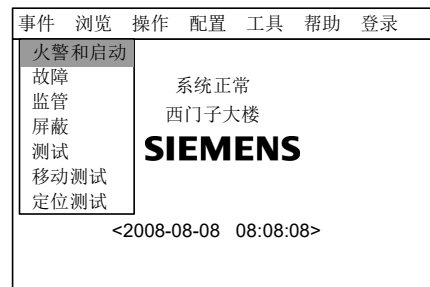 事件 浏览 操作 配置 工具 帮助 登录
火警和启动
故障
监管
屏蔽
测试
移动测试
定位测试
系统正常
西门子大楼
SIEMENS
<2008-08-08 08:08:08>